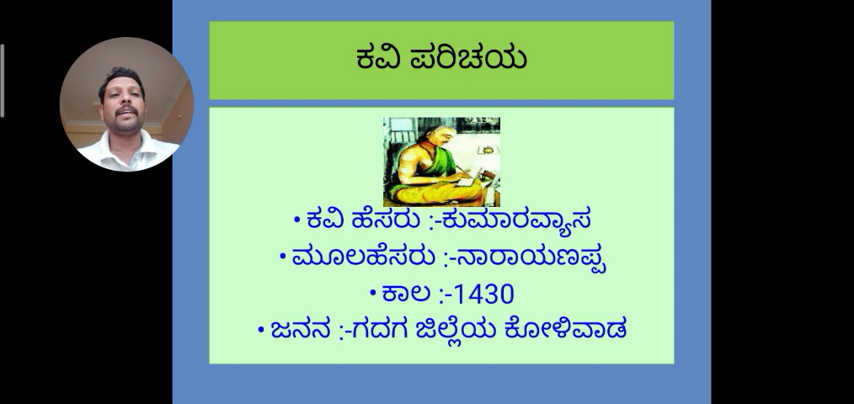 ಕವಿ ಪರಿಚಯ
• ಕವಿ ಹೆಸರು :-ಕುಮಾರವ್ಯಾಸ
• ಮೂಲಹೆಸರು :-ನಾರಾಯಣಪ್ಪ
• ಕಾಲ :-1430
• ಜನನ :-ಗದಗ ಜಿಲ್ಲೆಯ ಕೋಳಿವಾಡ